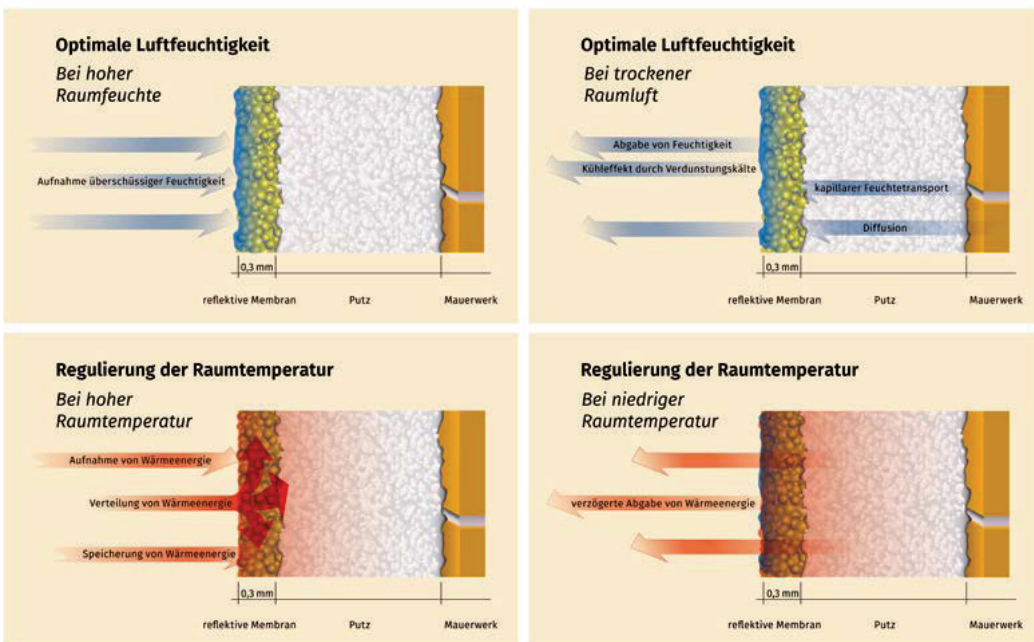 Optimale Luftfeuchtigkeit
Bei hoher
Raumfeuchte
Aufnahme überschüssiger Feuchtigkeit
0,3 mm
reflektive Membran
Putz
Mauerwerk
Optimale Luftfeuchtigkeit
Bei trockener
Raumluft
Abgabe von Feuchtigkeit
Kühleffekt durch Verdunstungskälte
kapillarer Feuchtetransport
Diffusion
0,3 mm
reflektive Membran
Putz
Mauerwerk
Regulierung der Raumtemperatur
Bei hoher
Raumtemperatur
Aufnahme von Wärmeenergie
Verteilung von Wärmeenergie
Speicherung von Wärmeenergie
0,3 mm
reflektive Membran
Putz
Mauerwerk
Regulierung der Raumtemperatur
Bei niedriger
Raumtemperatur
verzögerte Abgabe von Wärmeenergie
0,3 mm
reflektive Membran
Putz
Mauerwerk